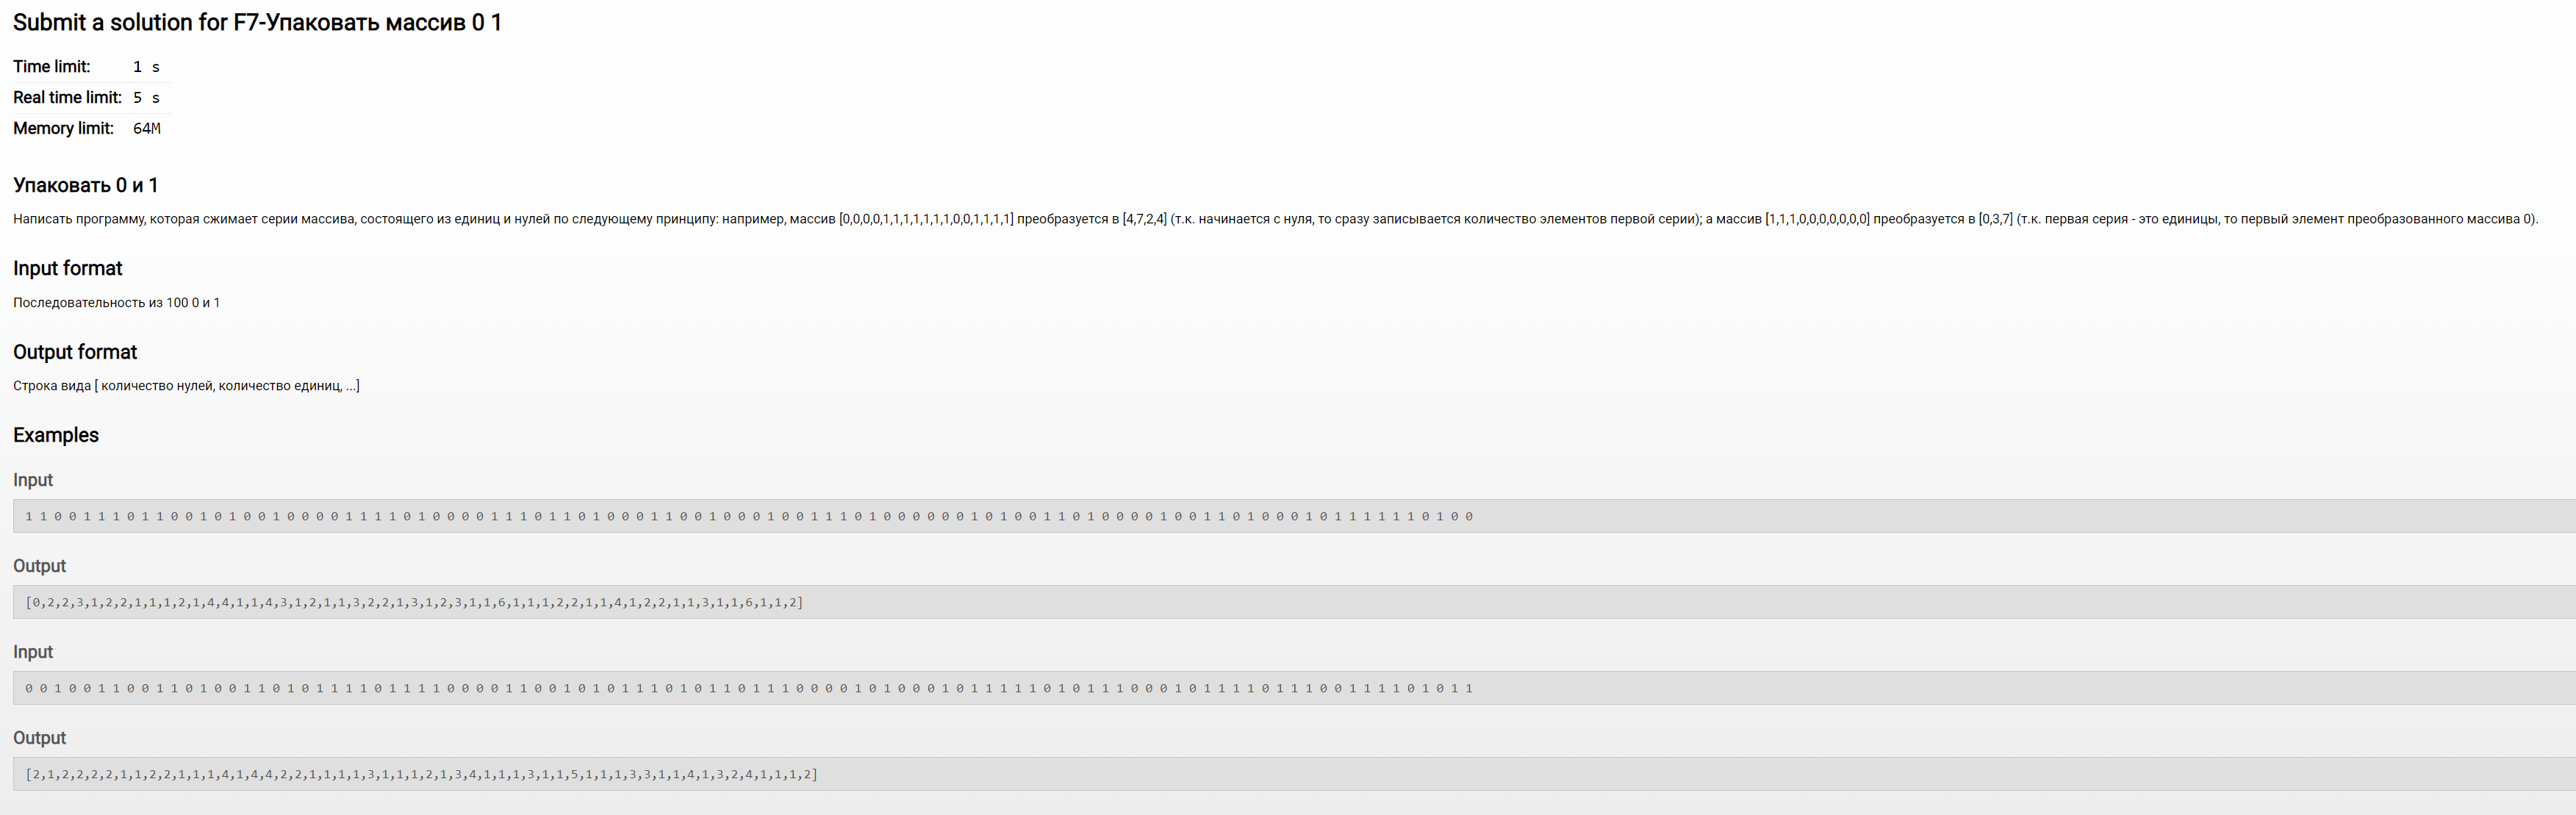 Submit a solution for F7-Упаковать массив 0 1
Time limit: 1 s
Real time limit: 5 s
Memory limit: 64M
Упаковать 0 и 1
Написать программу, которая сжимает серии массива, состоящего из единиц и нулей по следующему принципу: например, массив [0,0,0,0,1,1,1,1,1,1,1,0,0,1,1,1,1] преобразуется в [4,7,2,4] (т.к. начинается с нуля, то сразу записывается количество элементов первой серии); а массив [1,1,1,0,0,0,0,0,0,0] преобразуется в [0,3,7] (т.к. первая серия - это единицы, то первый элемент преобразованного массива 0).
Input format
Последовательность из 100 0 и 1
Output format
Строка вида [ количество нулей, количество единиц, ...]
Examples
Input
1 1 0 0 1 1 1 0 1 1 0 0 1 0 1 0 0 1 0 0 0 0 1 1 1 1 0 1 0 0 0 0 1 1 1 0 1 1 0 1 0 0 0 1 1 0 0 1 0 0 0 1 0 0 1 1 1 0 1 0 0 0 0 0 0 1 0 1 0 0 1 1 0 1 0 0 0 0 1 0 0 1 1 0 1 0 0 0 1 0 1 1 1 1 1 1 0 1 0 0
Output
[0,2,2,3,1,2,2,1,1,1,2,1,4,4,1,1,4,3,1,2,1,1,3,2,2,1,3,1,2,3,1,1,6,1,1,1,2,2,1,1,4,1,2,2,1,1,3,1,1,6,1,1,2]
Input
0 0 1 0 0 1 1 0 0 1 1 0 1 0 0 1 1 0 1 0 1 1 1 1 0 1 1 1 1 0 0 0 0 1 1 0 0 1 0 1 0 1 1 1 0 1 0 1 1 0 1 1 1 0 0 0 0 1 0 1 0 0 0 1 0 1 1 1 1 1 0 1 0 1 1 1 0 0 0 1 0 1 1 1 1 0 1 1 1 0 0 1 1 1 1 0 1 0 1 1
Output
[2,1,2,2,2,2,1,1,2,2,1,1,1,4,1,4,4,2,2,1,1,1,1,3,1,1,1,2,1,3,4,1,1,1,3,1,1,5,1,1,1,3,3,1,1,4,1,3,2,4,1,1,1,2]